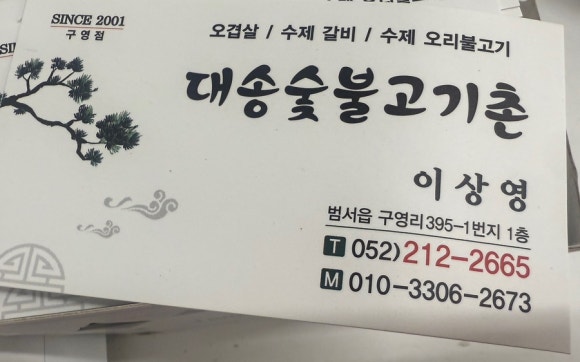 SINCE 2001
구영점
오겹살 / 수제 갈비 / 수제 오리불고기
대송숯불고기촌
이상영
범서읍 구영리395-1번지 1층
T 052)212-2665
M 010-3306-2673